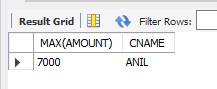 Result Grid Filter Rows:
MAX(AMOUNT) CNAME
7000 ANIL